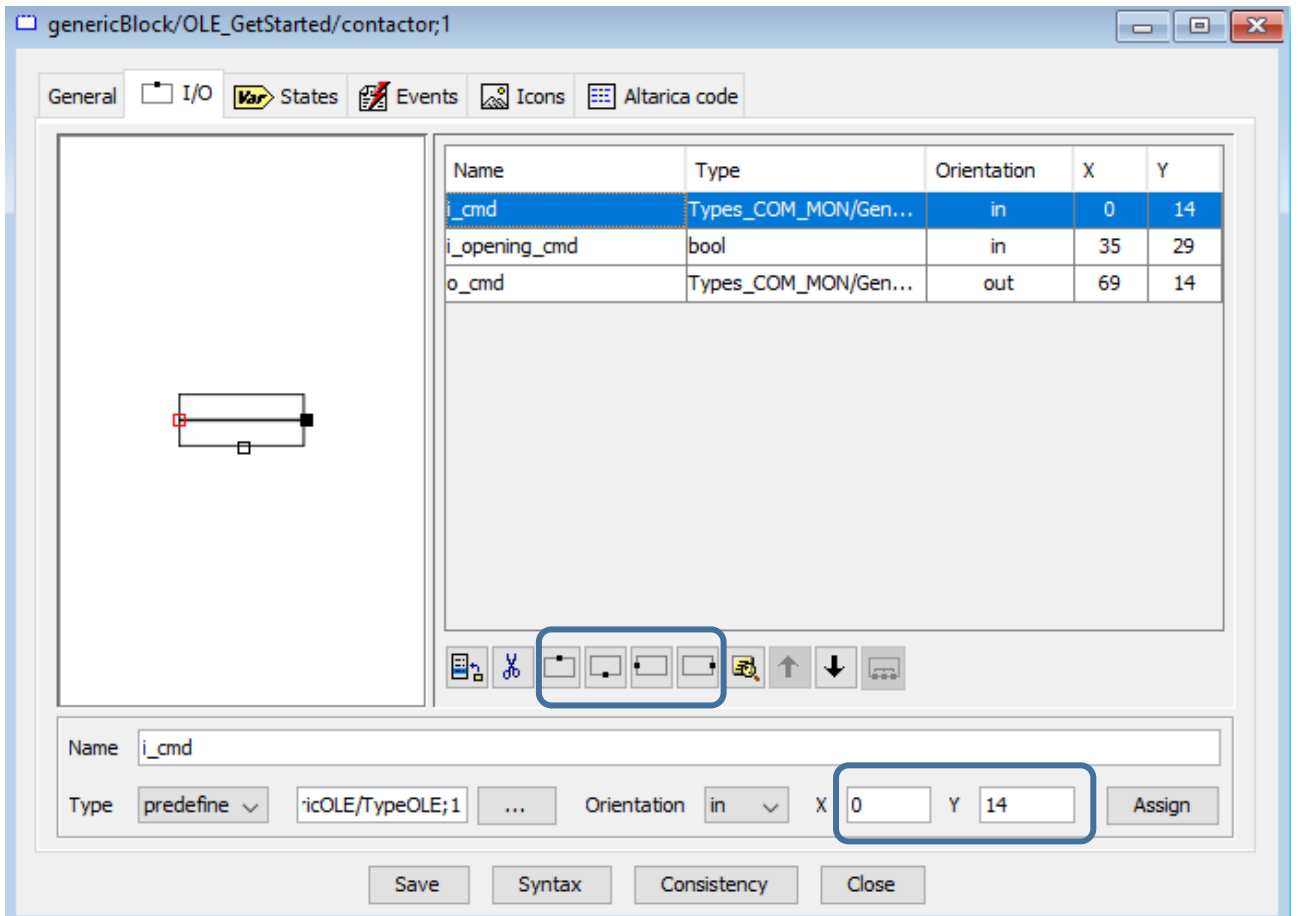 genericBlock/OLE_GetStarted/contactor;1
General I/O Var States Events Icons Altarica code
Name Type Orientation X Y
i_cmd Types_COM_MON/Gen... in 0 14
i_opening_cmd bool in 35 29
o_cmd Types_COM_MON/Gen... out 69 14
Name i_cmd
Type predefine ricOLE/TypeOLE;1 ... Orientation in X 0 Y 14 Assign
Save Syntax Consistency Close